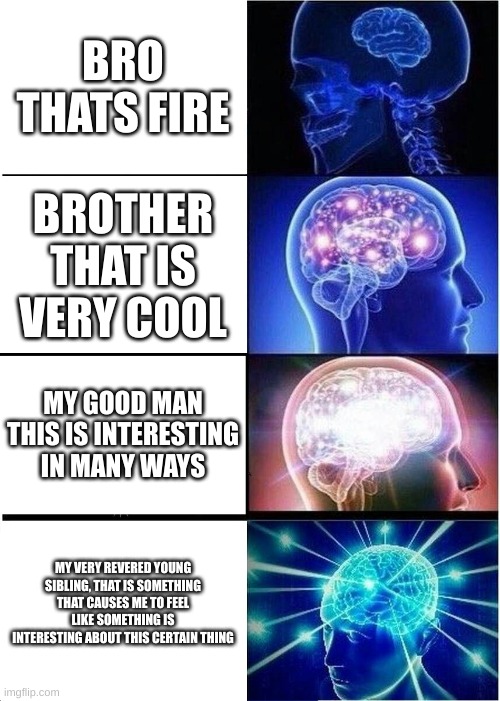 BRO
THATS FIRE
BROTHER
THAT IS
VERY COOL
MY GOOD MAN
THIS IS INTERESTING
IN MANY WAYS
MY VERY REVERED YOUNG
SIBLING, THAT IS SOMETHING
THAT CAUSES ME TO FEEL
LIKE SOMETHING IS
INTERESTING ABOUT THIS CERTAIN THING
imgflip.com